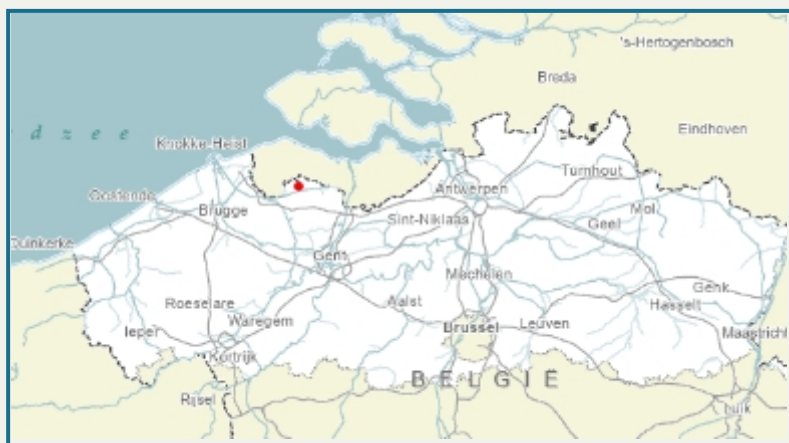 's-Hertogenbosch
Breda
Eindhoven
d z e e
Knokke-Heist
Turnhout
Antwerpen
Oostende
Brugge
Sint-Niklaas
Geel
Mol
Duinkerke
Gent
Mechelen
Genk
Roeselare
Aalst
Hasselt
Ieper
Waregem
Brussel
Leuven
Maastricht
Kortrijk
BELGIË
Rijsel
Luik